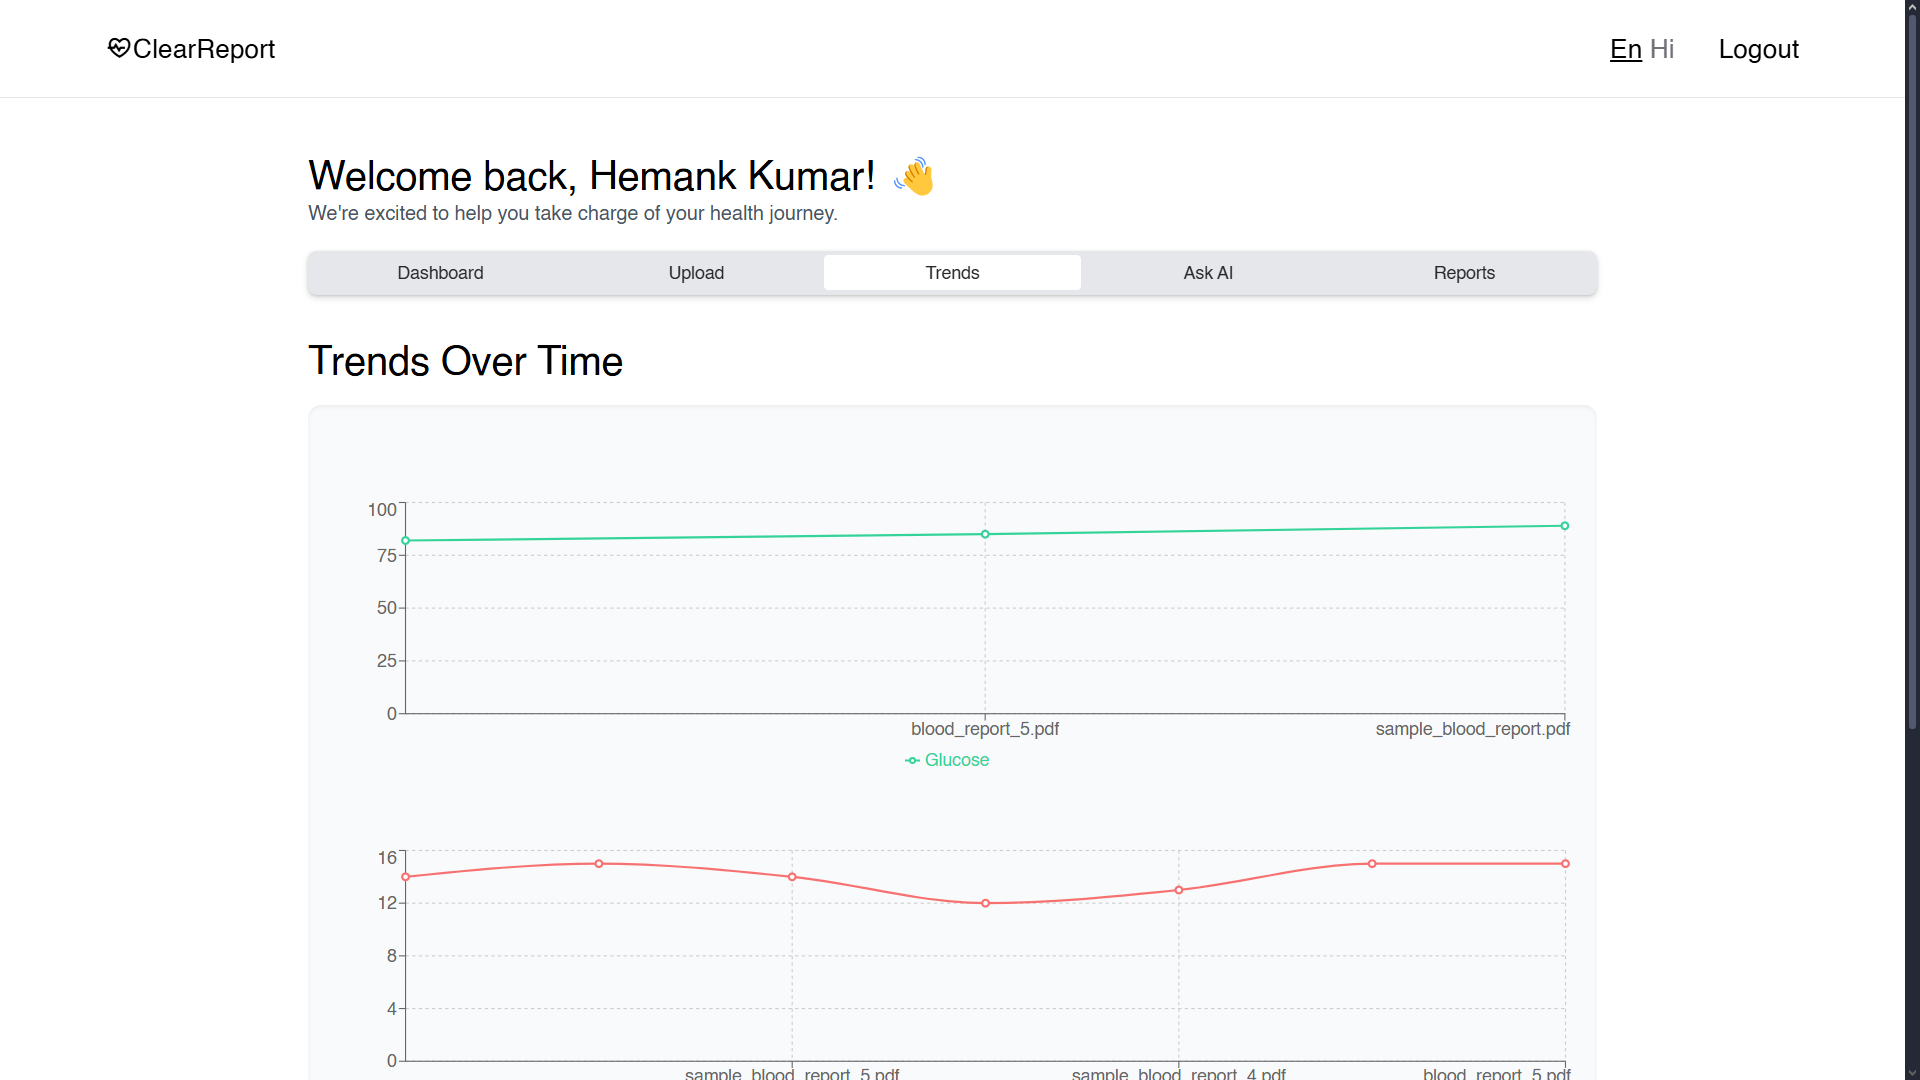 ClearReport
En Hi Logout
Welcome back, Hemank Kumar! 👋
We're excited to help you take charge of your health journey.
Dashboard Upload Trends Ask AI Reports
Trends Over Time
100
75
50
25
0
blood_report_5.pdf sample_blood_report.pdf
Glucose
16
12
8
4
0
sample_blood_report_5.pdf sample_blood_report_4.pdf blood_report_5.pdf